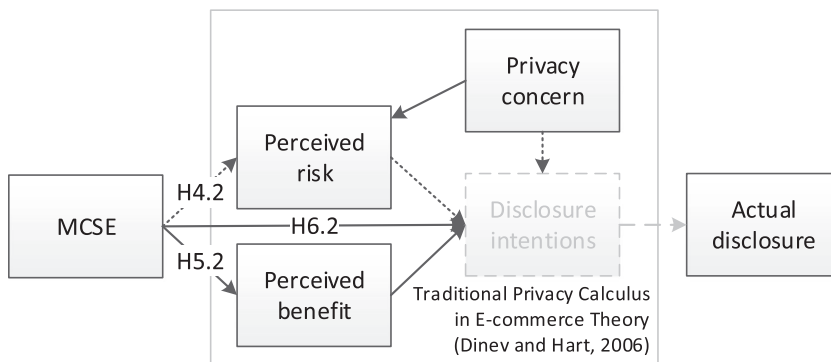 Privacy
concern
Perceived
risk
H4.2
MCSE
H6.2
Disclosure
intentions
Actual
disclosure
H5.2
Perceived
benefit
Traditional Privacy Calculus
in E-commerce Theory
(Dinev and Hart, 2006)